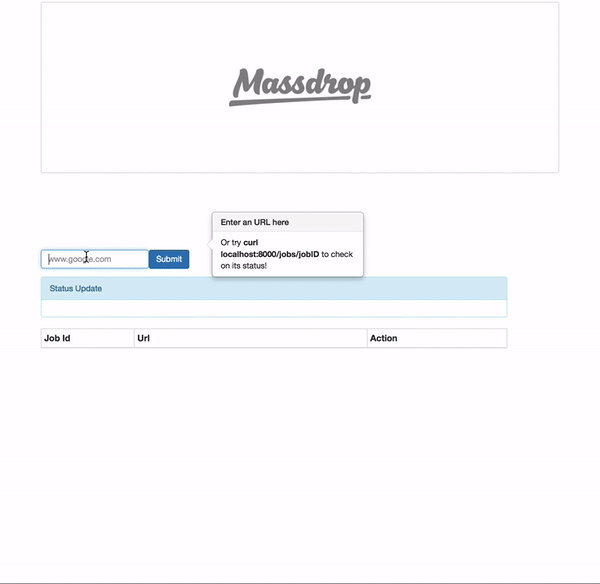 Massdrop
Enter an URL here
Or try curl
localhost:8000/jobs/jobID to check
on its status!
www.google.com
Submit
Status Update
Job Id
Url
Action